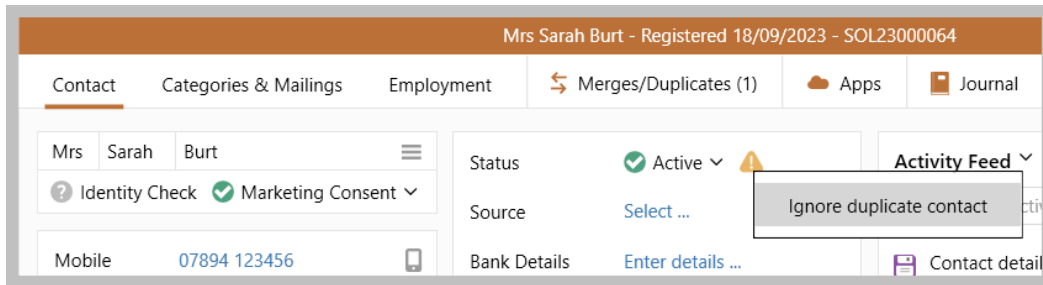 Mrs Sarah Burt - Registered 18/09/2023 - SOL23000064
Contact Categories & Mailings Employment Merges/Duplicates (1) Apps Journal
Mrs Sarah Burt
Identity Check Marketing Consent
Status Active
Source Select ...
Bank Details Enter details ...
Mobile 07894 123456
Activity Feed
Ignore duplicate contact
Contact detail